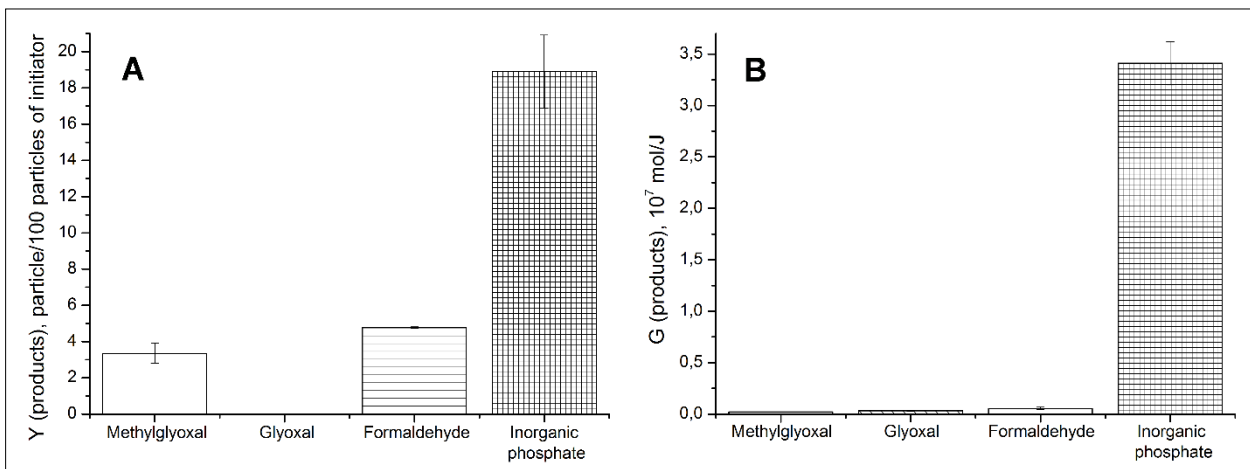 A
Y (products), particle/100 particles of initiator
20
18
16
14
12
10
8
6
4
2
0
Methylglyoxal
Glyoxal
Formaldehyde
Inorganic
phosphate
B
G (products), 10⁷ mol/J
3,5
3,0
2,5
2,0
1,5
1,0
0,5
0,0
Methylglyoxal
Glyoxal
Formaldehyde
Inorganic
phosphate